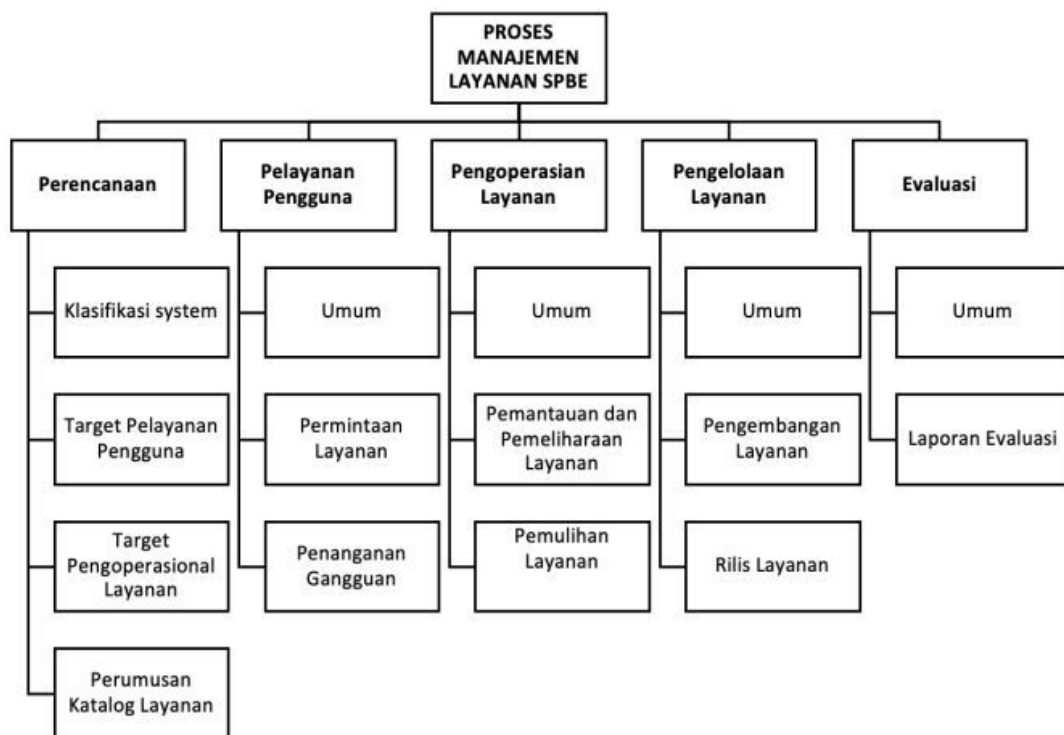 PROSES
MANAJEMEN
LAYANAN SPBE
Perencanaan
Pelayanan
Pengguna
Pengoperasian
Layanan
Pengelolaan
Layanan
Evaluasi
Klasifikasi system
Umum
Umum
Umum
Umum
Target Pelayanan
Pengguna
Permintaan
Layanan
Pemantauan dan
Pemeliharaan
Layanan
Pengembangan
Layanan
Laporan Evaluasi
Target
Pengoperasional
Layanan
Penanganan
Gangguan
Pemulihan
Layanan
Rilis Layanan
Perumusan
Katalog Layanan